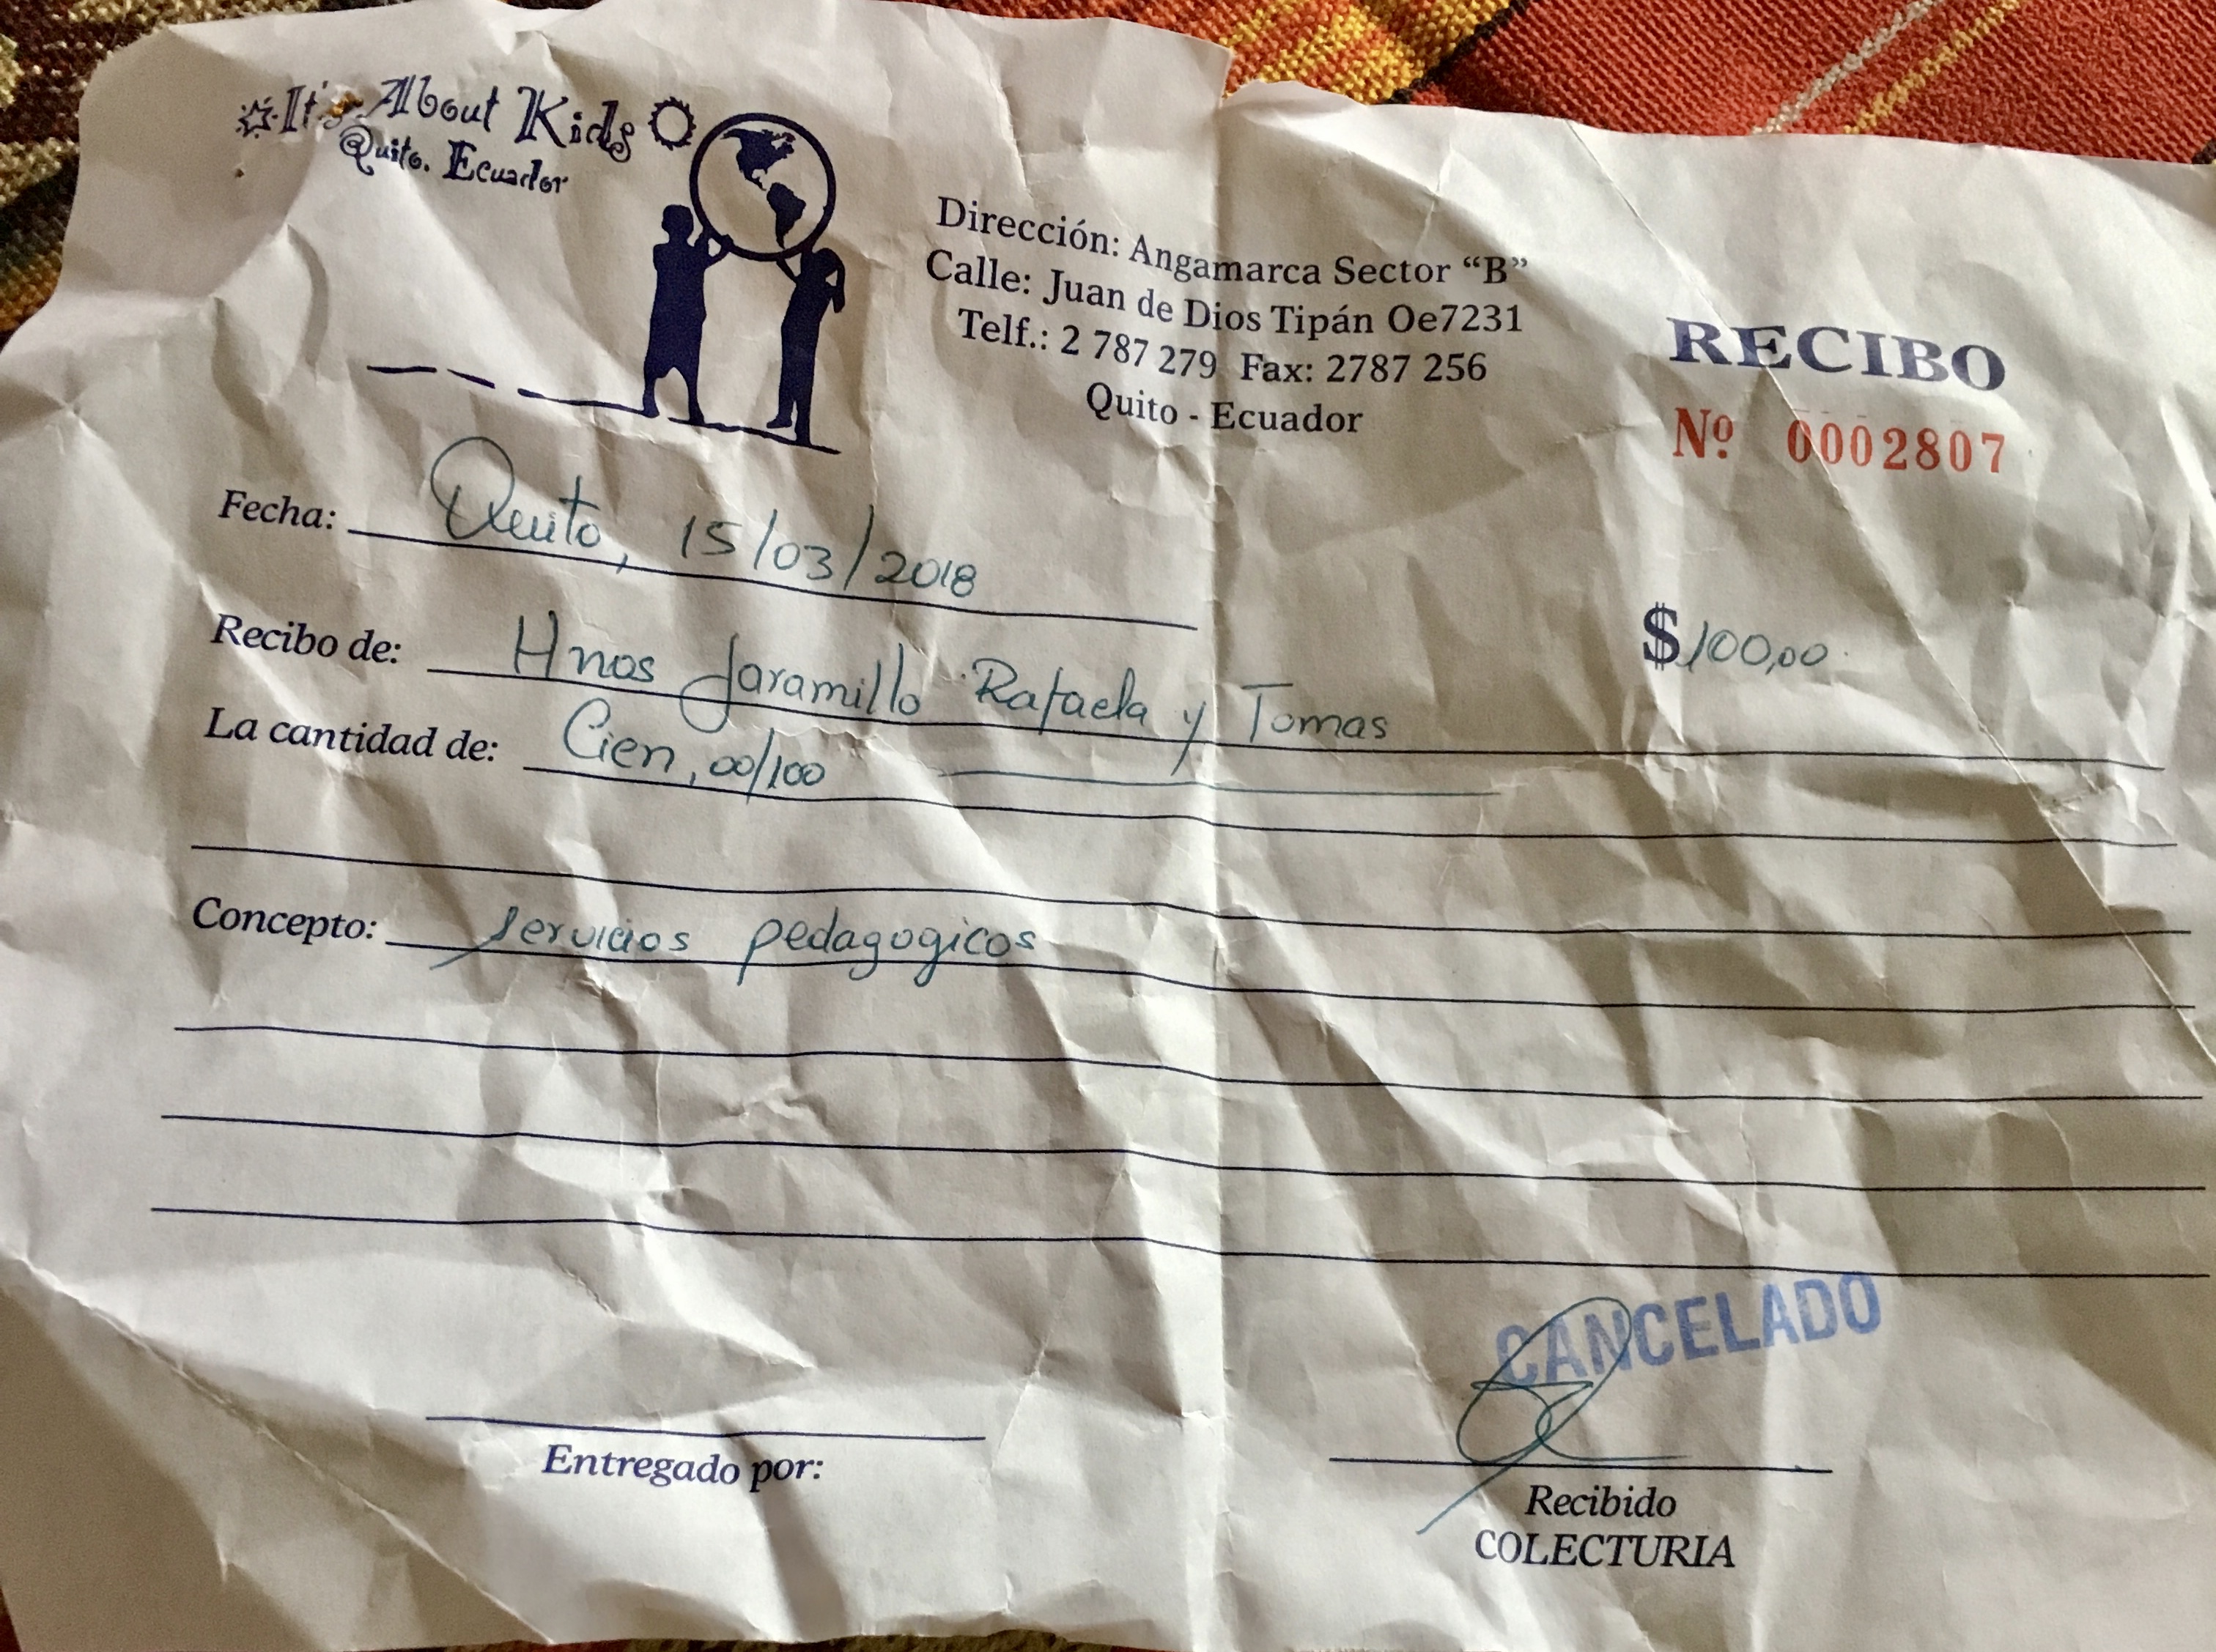 It's About Kids
Quito. Ecuador
Dirección: Angamarca Sector “B”
Calle: Juan de Dios Tipán Oe7231
Telf.: 2 787 279 Fax: 2787 256
Quito - Ecuador
RECIBO
Nº 0002807
Fecha: Quito, 15/03/2018
$ 100,00
Recibo de: Hnos Jaramillo Rafaela y Tomas
La cantidad de: Cien, 00/100
Concepto: servicios pedagogicos
CANCELADO
Entregado por:
Recibido
COLECTURIA